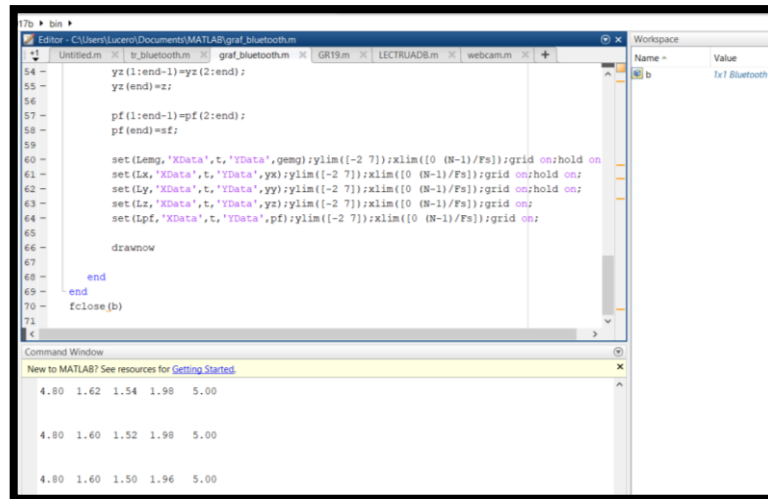 17b ▸ bin ▸
Editor - C:\Users\Lucero\Documents\MATLAB\graf_bluetooth.m
Untitled.m × tr_bluetooth.m × graf_bluetooth.m × GR19.m × LECTRUADB.m × webcam.m × +
54 - yz(1:end-1)=yz(2:end);
55 - yz(end)=z;
56
57 - pf(1:end-1)=pf(2:end);
58 - pf(end)=sf;
59
60 - set(Lemg,'XData',t,'YData',gemg);ylim([-2 7]);xlim([0 (N-1)/Fs]);grid on;hold on
61 - set(Lx,'XData',t,'YData',yx);ylim([-2 7]);xlim([0 (N-1)/Fs]);grid on;hold on;
62 - set(Ly,'XData',t,'YData',yy);ylim([-2 7]);xlim([0 (N-1)/Fs]);grid on;hold on;
63 - set(Lz,'XData',t,'YData',yz);ylim([-2 7]);xlim([0 (N-1)/Fs]);grid on;
64 - set(Lpf,'XData',t,'YData',pf);ylim([-2 7]);xlim([0 (N-1)/Fs]);grid on;
65
66 - drawnow
67
68 - end
69 - end
70 - fclose(b)
71
Command Window
New to MATLAB? See resources for Getting Started.
4.80 1.62 1.54 1.98 5.00
4.80 1.60 1.52 1.98 5.00
4.80 1.60 1.50 1.96 5.00
Workspace
Name Value
b 1x1 Bluetooth